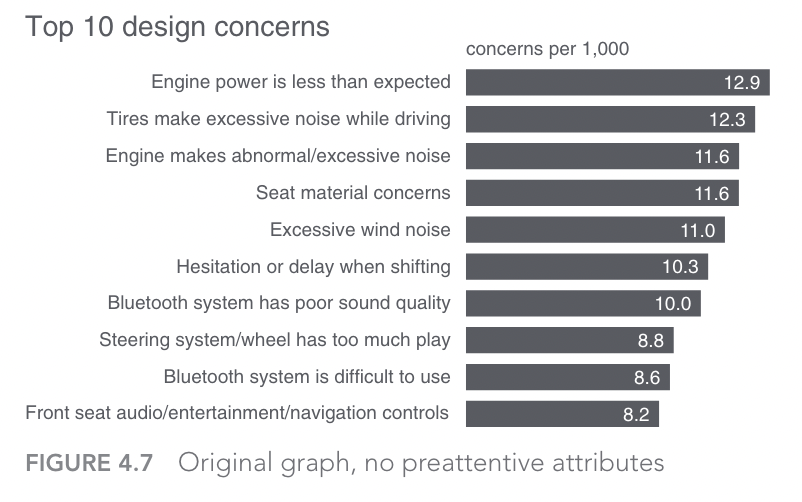 Top 10 design concerns
concerns per 1,000
Engine power is less than expected 12.9
Tires make excessive noise while driving 12.3
Engine makes abnormal/excessive noise 11.6
Seat material concerns 11.6
Excessive wind noise 11.0
Hesitation or delay when shifting 10.3
Bluetooth system has poor sound quality 10.0
Steering system/wheel has too much play 8.8
Bluetooth system is difficult to use 8.6
Front seat audio/entertainment/navigation controls 8.2
FIGURE 4.7 Original graph, no preattentive attributes